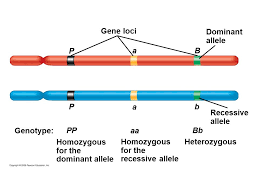 Gene loci
Dominant
allele
P
a
B
P
a
b
Recessive
allele
Genotype:
PP
aa
Bb
Homozygous
for the
dominant allele
Homozygous
for the
recessive allele
Heterozygous